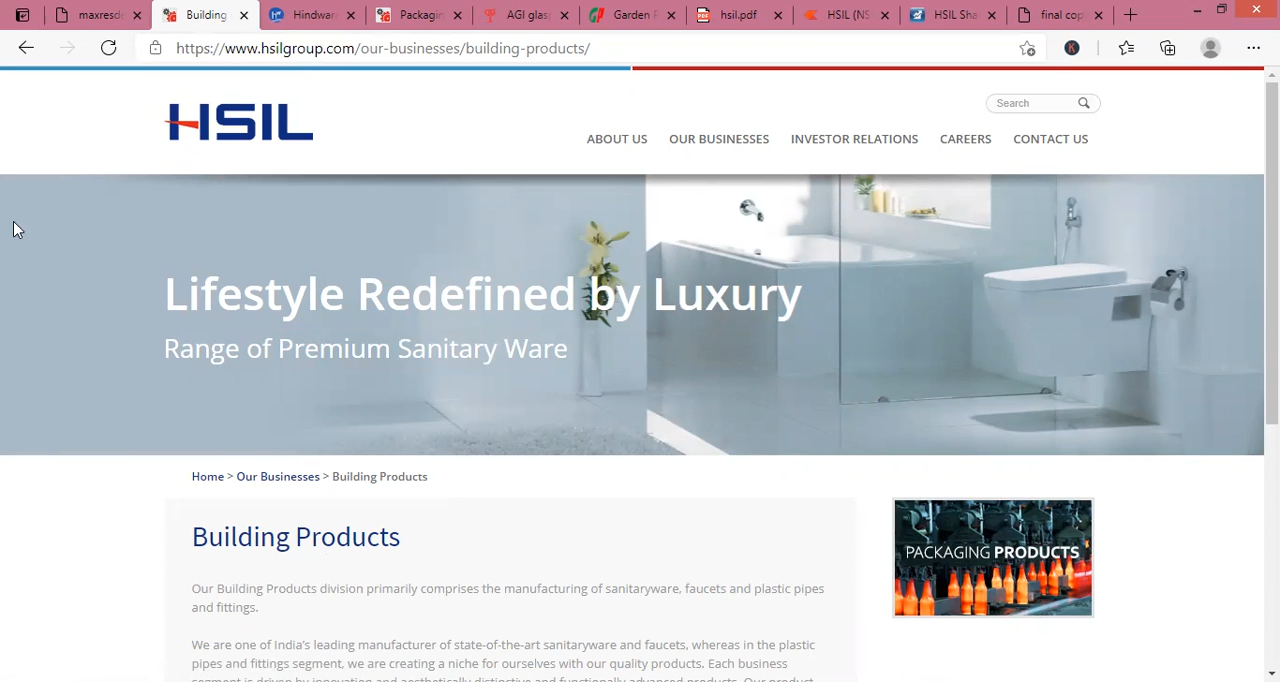 maxresd
Building
Hindwar
Packagin
AGI glas
Garden P
hsil.pdf
HSIL (NS
HSIL Sha
final cop
https://www.hsilgroup.com/our-businesses/building-products/
K
HSIL
Search
ABOUT US OUR BUSINESSES INVESTOR RELATIONS CAREERS CONTACT US
Lifestyle Redefined by Luxury
Range of Premium Sanitary Ware
Home > Our Businesses > Building Products
Building Products
PACKAGING PRODUCTS
Our Building Products division primarily comprises the manufacturing of sanitaryware, faucets and plastic pipes
and fittings.
We are one of India's leading manufacturer of state-of-the-art sanitaryware and faucets, whereas in the plastic
pipes and fittings segment, we are creating a niche for ourselves with our quality products. Each business
segment is driven by innovation and aesthetically distinctive and functionally advanced products. Our product